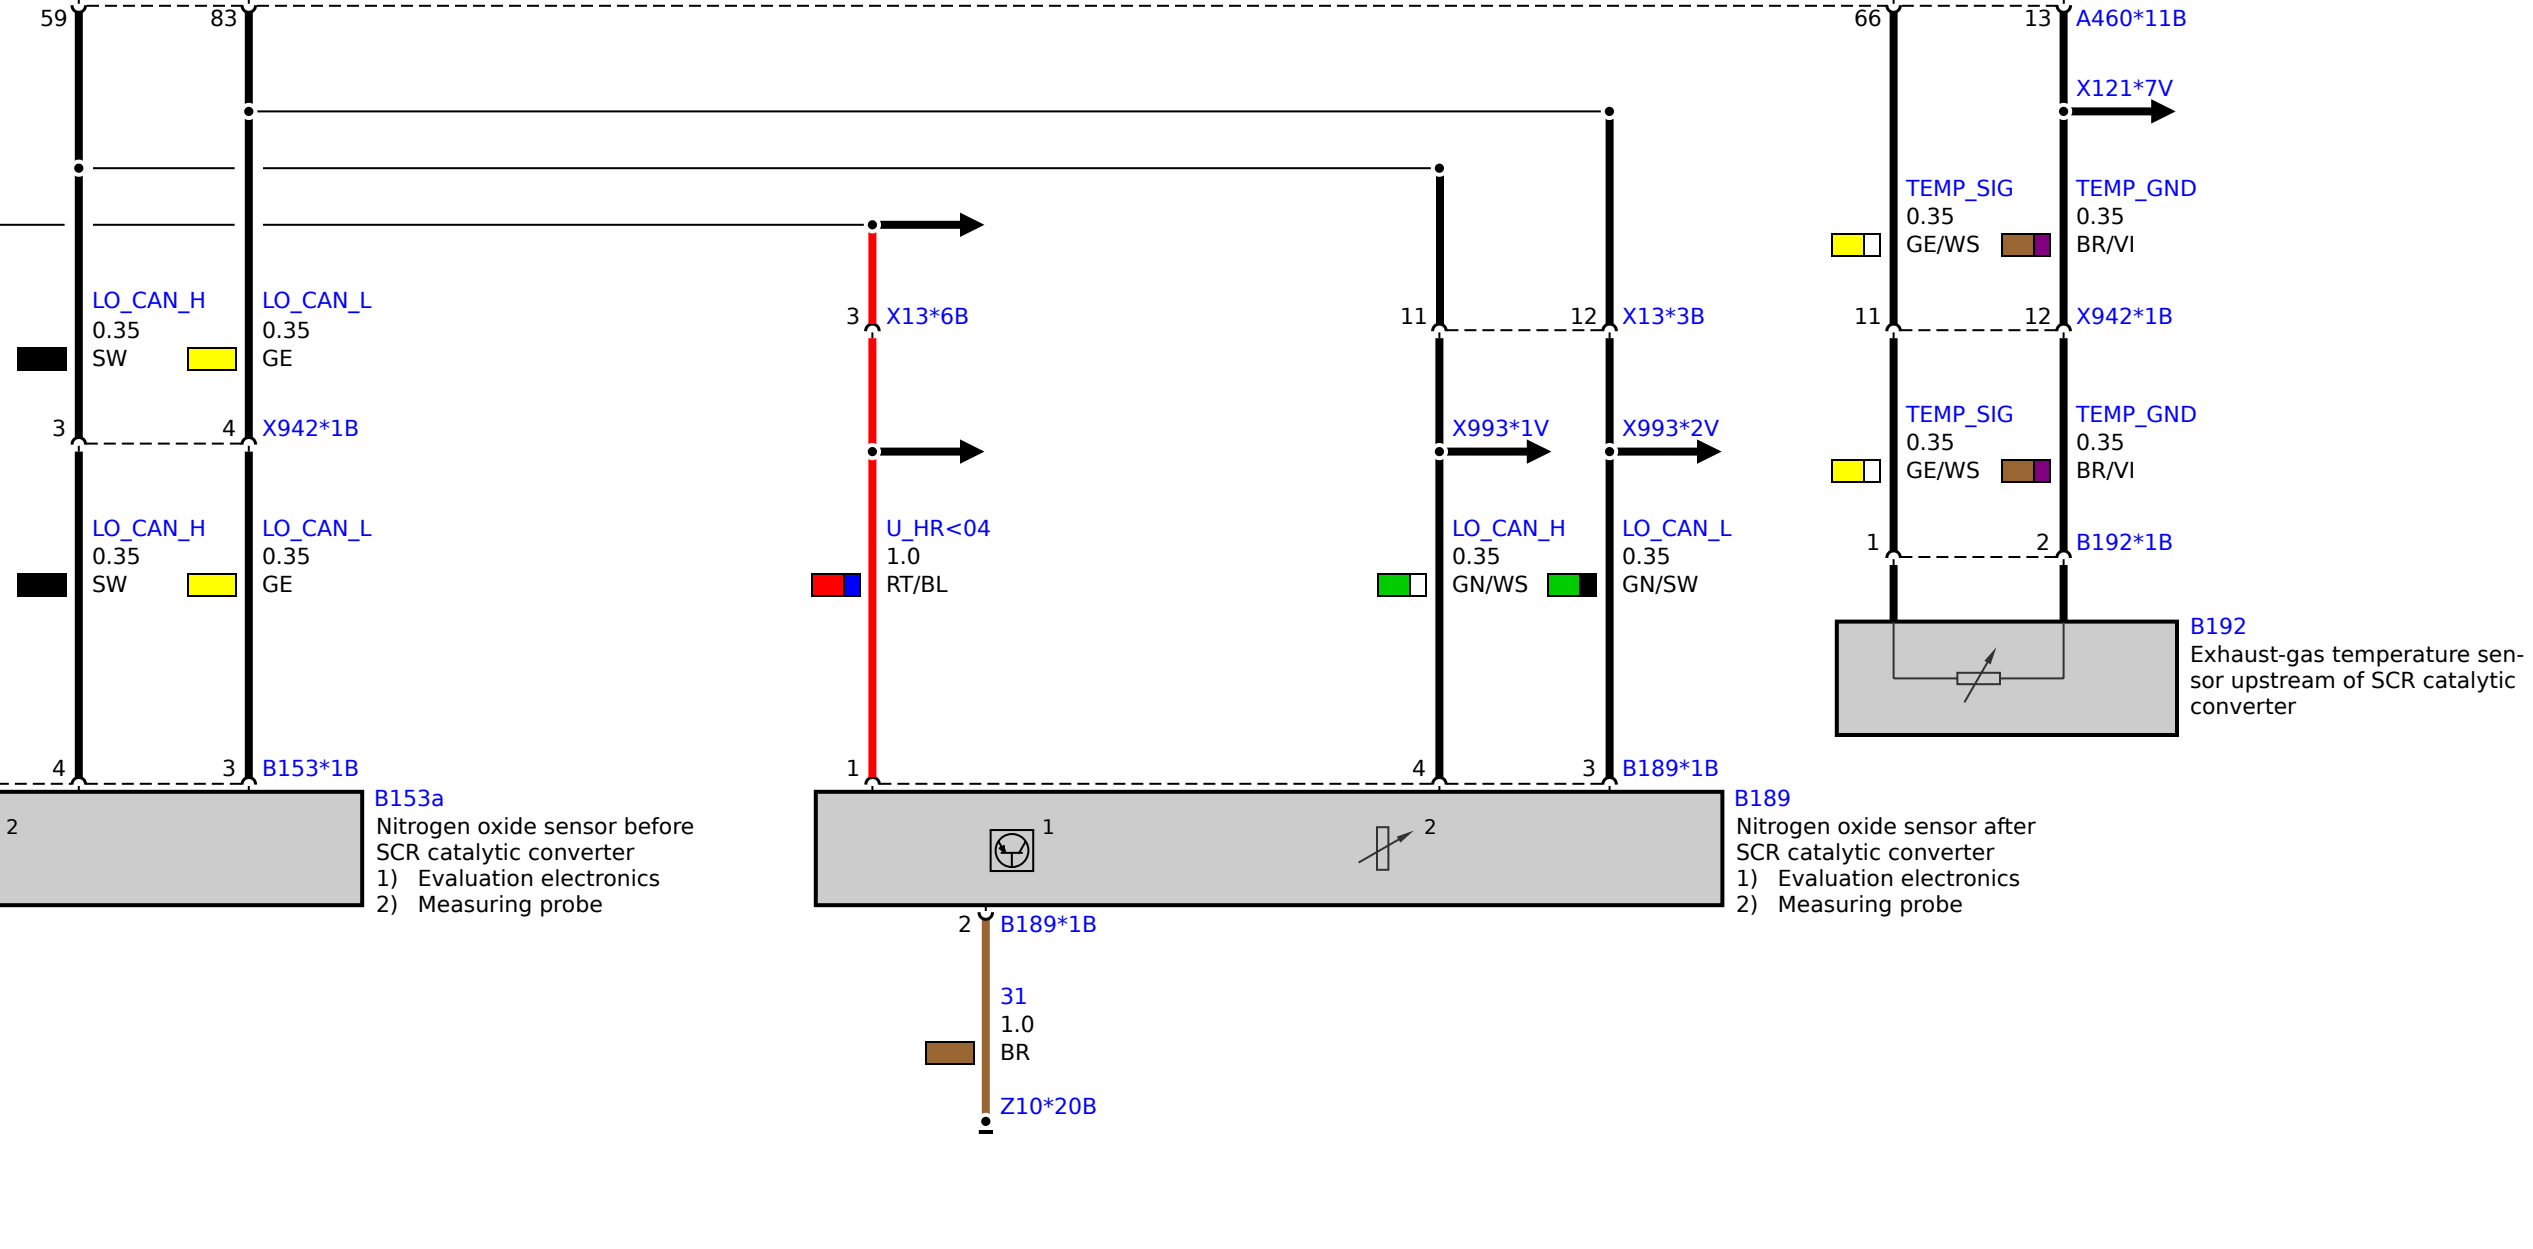 59 83 66 13 A460*11B
X121*7V
TEMP_SIG TEMP_GND
0.35 0.35
GE/WS BR/VI
LO_CAN_H LO_CAN_L
0.35 0.35
SW GE
3 X13*6B 11 12 X13*3B 11 12 X942*1B
3 4 X942*1B X993*1V X993*2V
TEMP_SIG TEMP_GND
0.35 0.35
GE/WS BR/VI
LO_CAN_H LO_CAN_L U_HR<04 LO_CAN_H LO_CAN_L
0.35 0.35 1.0 0.35 0.35
SW GE RT/BL GN/WS GN/SW
1 2 B192*1B
B192
Exhaust-gas temperature sen-
sor upstream of SCR catalytic
converter
4 3 B153*1B 1 4 3 B189*1B
B153a
2
Nitrogen oxide sensor before
SCR catalytic converter
1) Evaluation electronics
2) Measuring probe
1 2
B189
Nitrogen oxide sensor after
SCR catalytic converter
1) Evaluation electronics
2) Measuring probe
2 B189*1B
31
1.0
BR
Z10*20B